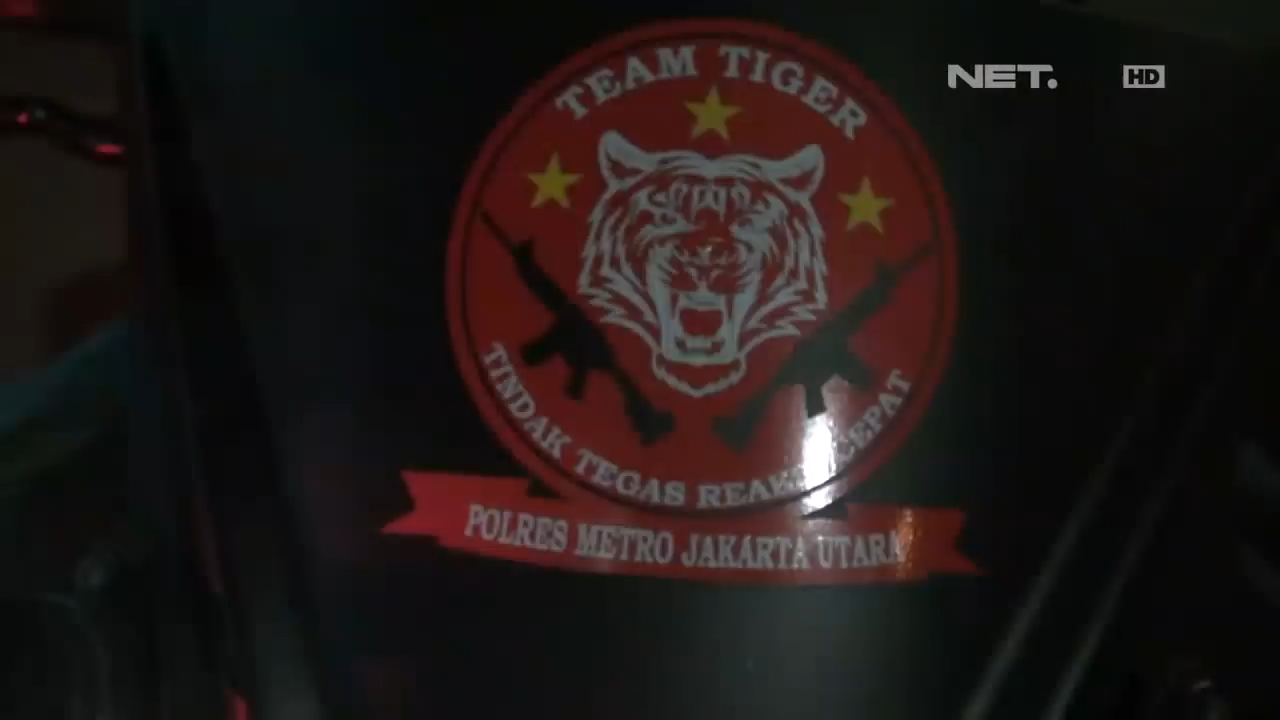 TEAM TIGER
NET.
HD
TINDAK TEGAS CEPAT
POLRES METRO JAKARTA UTARA